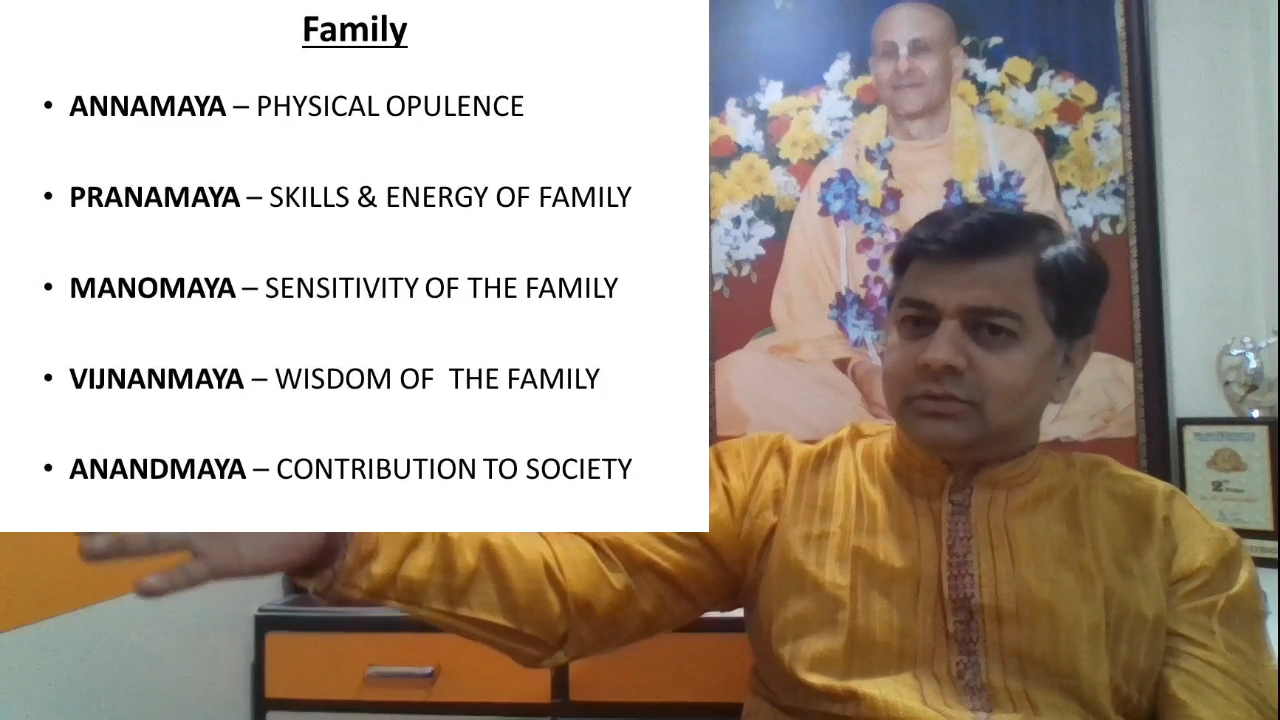 Family
• ANNAMAYA – PHYSICAL OPULENCE
• PRANAMAYA – SKILLS & ENERGY OF FAMILY
• MANOMAYA – SENSITIVITY OF THE FAMILY
• VIJNANMAYA – WISDOM OF  THE FAMILY
• ANANDMAYA – CONTRIBUTION TO SOCIETY
2